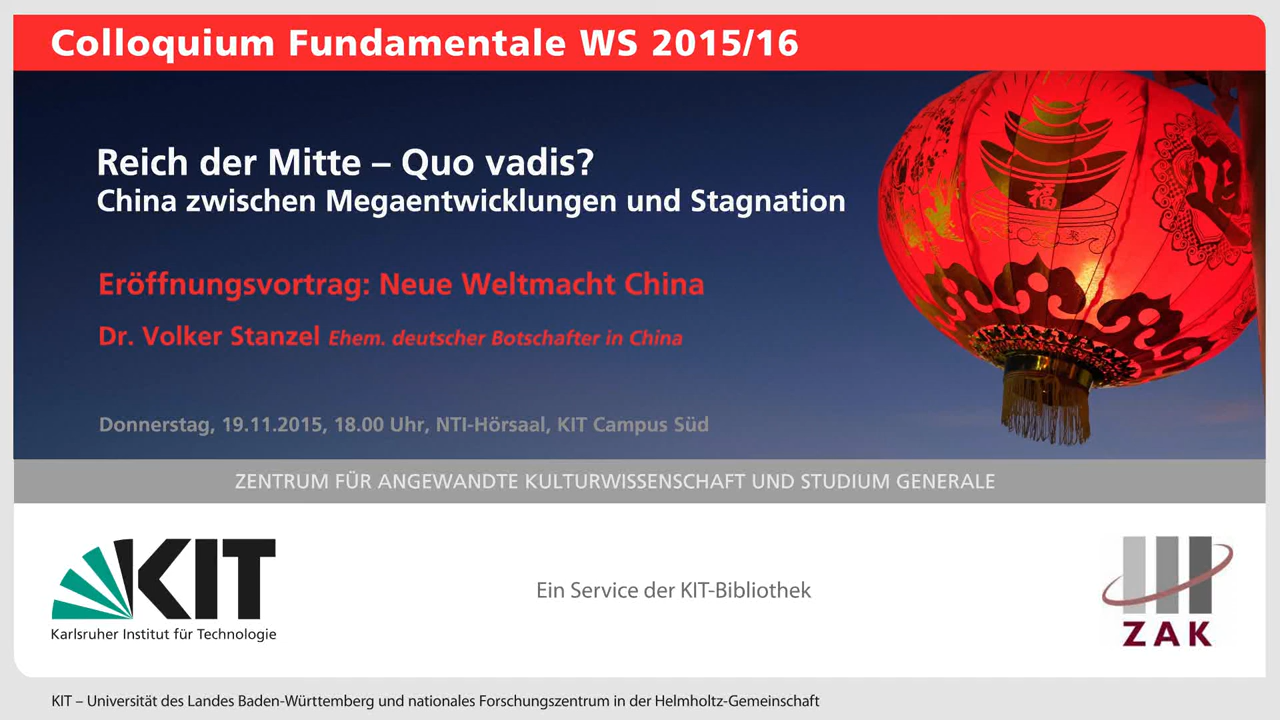 Colloquium Fundamentale WS 2015/16
Reich der Mitte – Quo vadis?
China zwischen Megaentwicklungen und Stagnation
Eröffnungsvortrag: Neue Weltmacht China
Dr. Volker Stanzel Ehem. deutscher Botschafter in China
Donnerstag, 19.11.2015, 18.00 Uhr, NTI-Hörsaal, KIT Campus Süd
福
ZENTRUM FÜR ANGEWANDTE KULTURWISSENSCHAFT UND STUDIUM GENERALE
KIT
Karlsruher Institut für Technologie
Ein Service der KIT-Bibliothek
ZAK
KIT – Universität des Landes Baden-Württemberg und nationales Forschungszentrum in der Helmholtz-Gemeinschaft